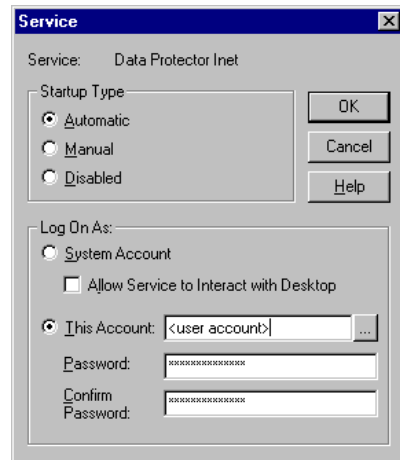 Service
Service: Data Protector Inet
Startup Type
Automatic
Manual
Disabled
OK
Cancel
Help
Log On As:
System Account
Allow Service to Interact with Desktop
This Account: <user account> ...
Password: *************
Confirm Password: *************